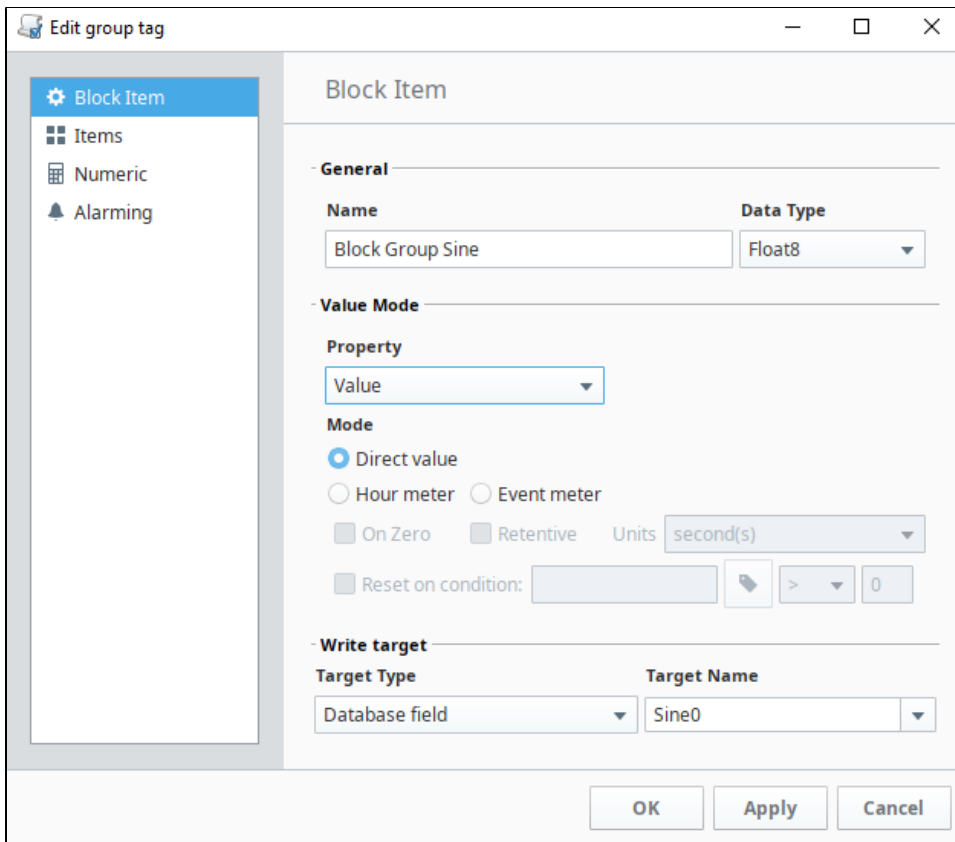 Edit group tag
Block Item
Items
Numeric
Alarming
Block Item
General
Name Data Type
Block Group Sine Float8
Value Mode
Property
Value
Mode
Direct value
Hour meter Event meter
On Zero Retentive Units second(s)
Reset on condition: > 0
Write target
Target Type Target Name
Database field Sine0
OK Apply Cancel